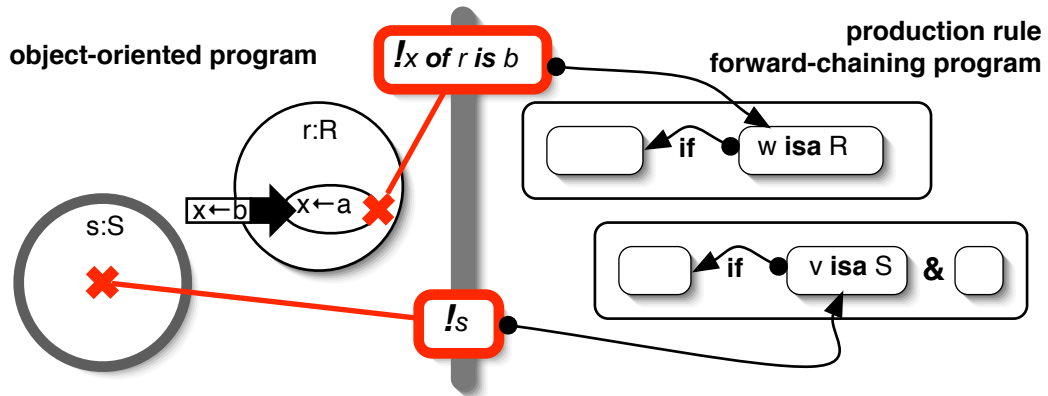 object-oriented program
!x of r is b
production rule
forward-chaining program
r:R
if
w isa R
x←b
x←a
s:S
if
v isa S
&
!s